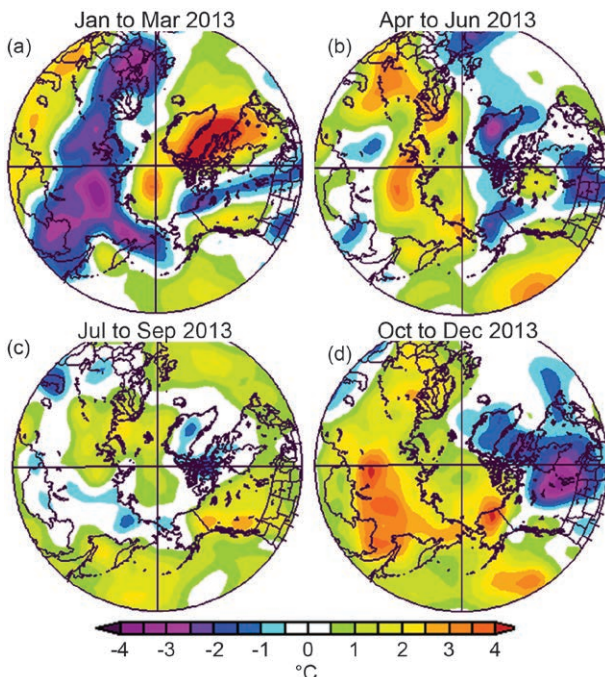 Jan to Mar 2013
Apr to Jun 2013
(a)
(b)
Jul to Sep 2013
Oct to Dec 2013
(c)
(d)
-4 -3 -2 -1 0 1 2 3 4
°C